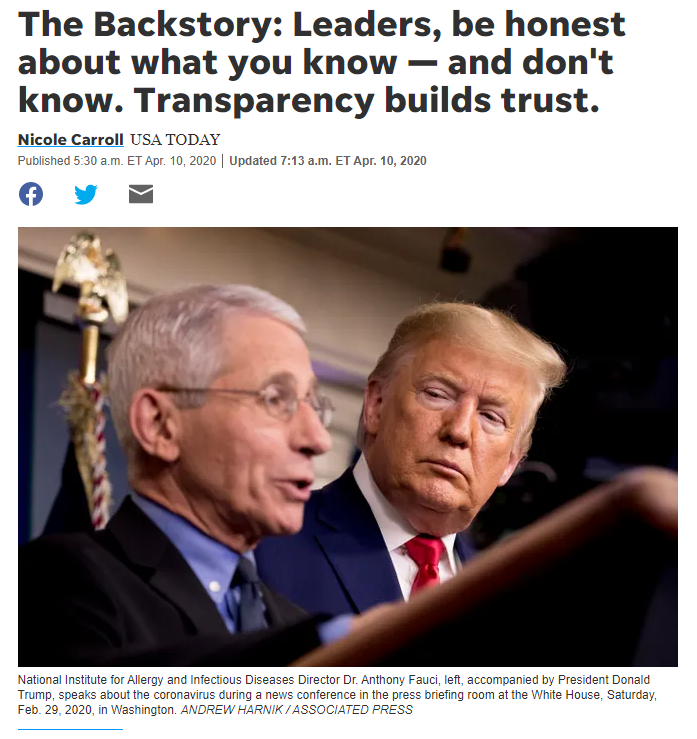 The Backstory: Leaders, be honest
about what you know — and don't
know. Transparency builds trust.
Nicole Carroll USA TODAY
Published 5:30 a.m. ET Apr. 10, 2020 | Updated 7:13 a.m. ET Apr. 10, 2020
National Institute for Allergy and Infectious Diseases Director Dr. Anthony Fauci, left, accompanied by President Donald
Trump, speaks about the coronavirus during a news conference in the press briefing room at the White House, Saturday,
Feb. 29, 2020, in Washington. ANDREW HARNIK / ASSOCIATED PRESS